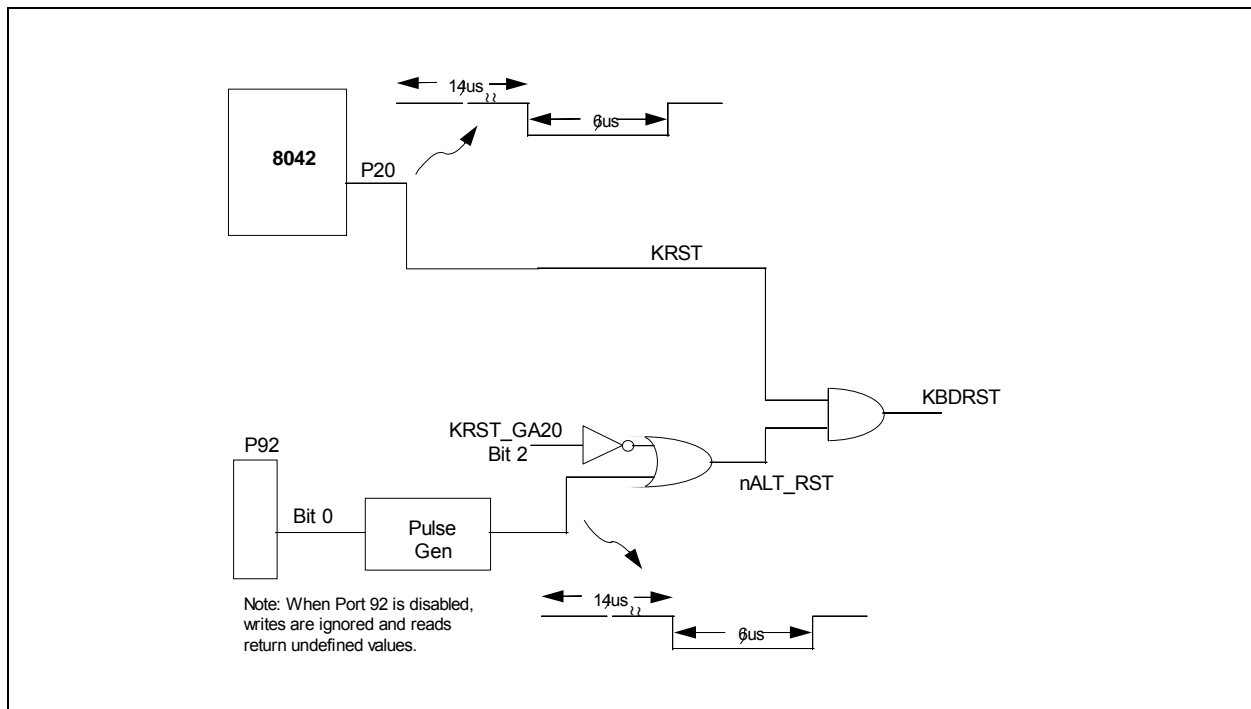 14us
8042
6us
P20
KRST
KBDRST
KRST_GA20
Bit 2
P92
nALT_RST
Bit 0
Pulse
Gen
14us
6us
Note: When Port 92 is disabled,
writes are ignored and reads
return undefined values.